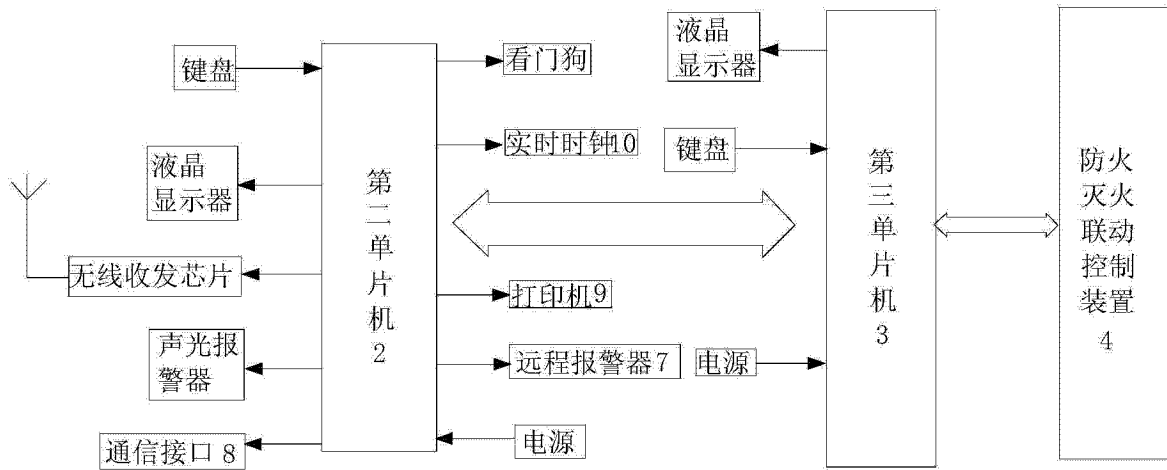 键盘
液晶
显示器
无线收发芯片
声光报
警器
通信接口8
第
二
单
片
机
2
看门狗
实时时钟10
打印机9
远程报警器7
电源
液晶
显示器
键盘
电源
第
三
单
片
机
3
防火
灭火
联动
控制
装置
4